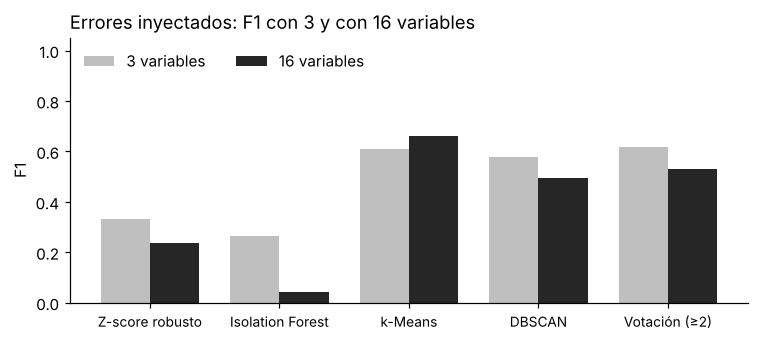 Errores inyectados: F1 con 3 y con 16 variables
3 variables
16 variables
1.0
0.8
0.6
0.4
0.2
0.0
F1
Z-score robusto
Isolation Forest
k-Means
DBSCAN
Votación (≥2)